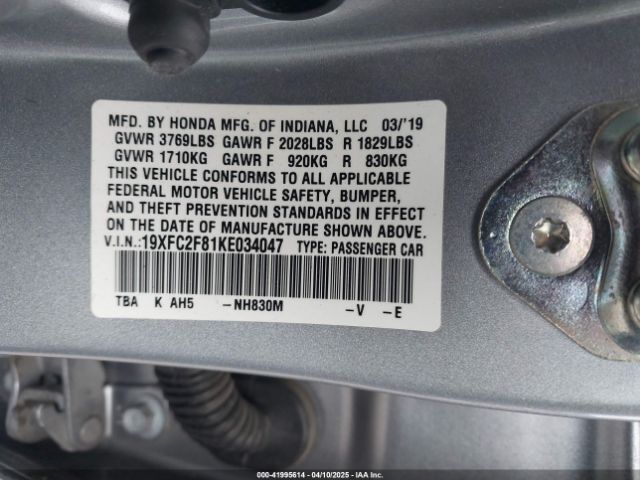 MFD. BY HONDA MFG. OF INDIANA, LLC 03/'19
GVWR 3769LBS GAWR F 2028LBS R 1829LBS
GVWR 1710KG GAWR F 920KG R 830KG
THIS VEHICLE CONFORMS TO ALL APPLICABLE
FEDERAL MOTOR VEHICLE SAFETY, BUMPER,
AND THEFT PREVENTION STANDARDS IN EFFECT
ON THE DATE OF MANUFACTURE SHOWN ABOVE.
V.I.N.:19XFC2F81KE034047 TYPE: PASSENGER CAR
TBA K AH5 -NH830M -V -E
000-41995614 - 04/10/2025 - IAA Inc.